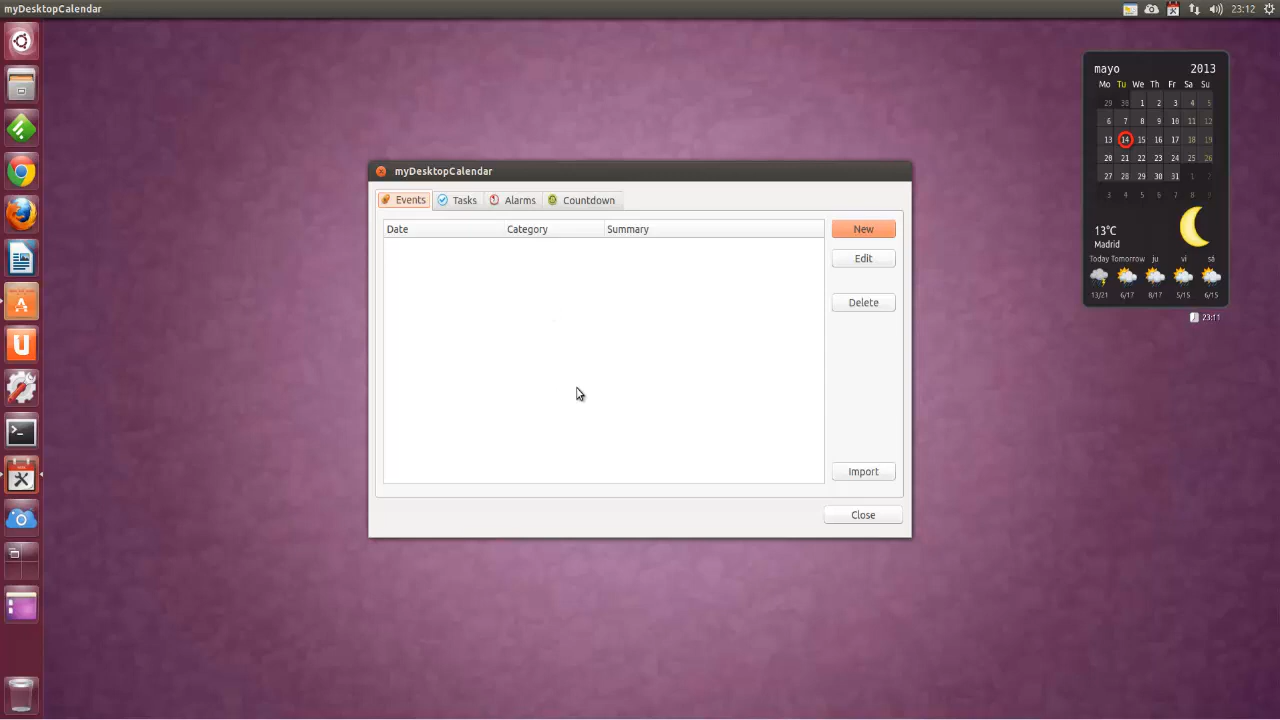 myDesktopCalendar
23:12
mayo 2013
Mo Tu We Th Fr Sa Su
29 30 1 2 3 4 5
6 7 8 9 10 11 12
13 14 15 16 17 18 19
20 21 22 23 24 25 26
27 28 29 30 31 1 2
3 4 5 6 7 8 9
13ºC
Madrid
Today Tomorrow ju vi sá
13/21 6/17 8/17 5/15 6/15
23:11
myDesktopCalendar
Events Tasks Alarms Countdown
Date Category Summary
New
Edit
Delete
Import
Close